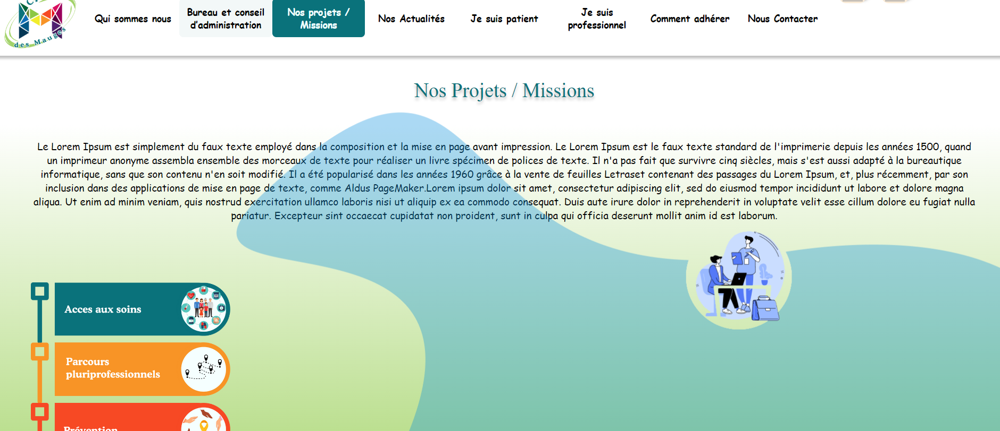 des Mauges
Qui sommes nous
Bureau et conseil
d'administration
Nos projets /
Missions
Nos Actualités
Je suis patient
Je suis
professionnel
Comment adhérer
Nous Contacter
Nos Projets / Missions
Le Lorem Ipsum est simplement du faux texte employé dans la composition et la mise en page avant impression. Le Lorem Ipsum est le faux texte standard de l'imprimerie depuis les années 1500, quand
un imprimeur anonyme assembla ensemble des morceaux de texte pour réaliser un livre spécimen de polices de texte. Il n'a pas fait que survivre cinq siècles, mais s'est aussi adapté à la bureautique
informatique, sans que son contenu n'en soit modifié. Il a été popularisé dans les années 1960 grâce à la vente de feuilles Letraset contenant des passages du Lorem Ipsum, et, plus récemment, par son
inclusion dans des applications de mise en page de texte, comme Aldus PageMaker.Lorem ipsum dolor sit amet, consectetur adipiscing elit, sed do eiusmod tempor incididunt ut labore et dolore magna
aliqua. Ut enim ad minim veniam, quis nostrud exercitation ullamco laboris nisi ut aliquip ex ea commodo consequat. Duis aute irure dolor in reprehenderit in voluptate velit esse cillum dolore eu fugiat nulla
pariatur. Excepteur sint occaecat cupidatat non proident, sunt in culpa qui officia deserunt mollit anim id est laborum.
Acces aux soins
Parcours
pluriprofessionnels
Prévention